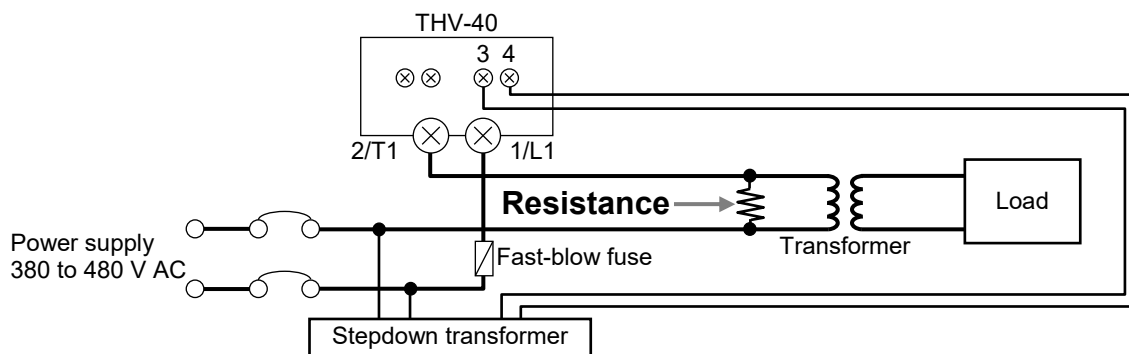 THV-40
3 4
2/T1
1/L1
Resistance
Load
Transformer
Power supply
380 to 480 V AC
Fast-blow fuse
Stepdown transformer